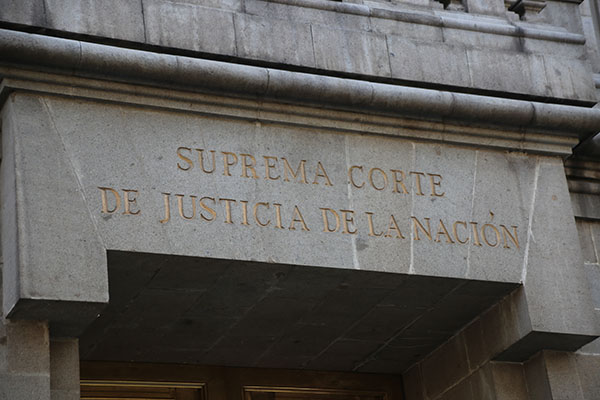 SUPREMA CORTE
DE JUSTICIA DE LA NACIÓN